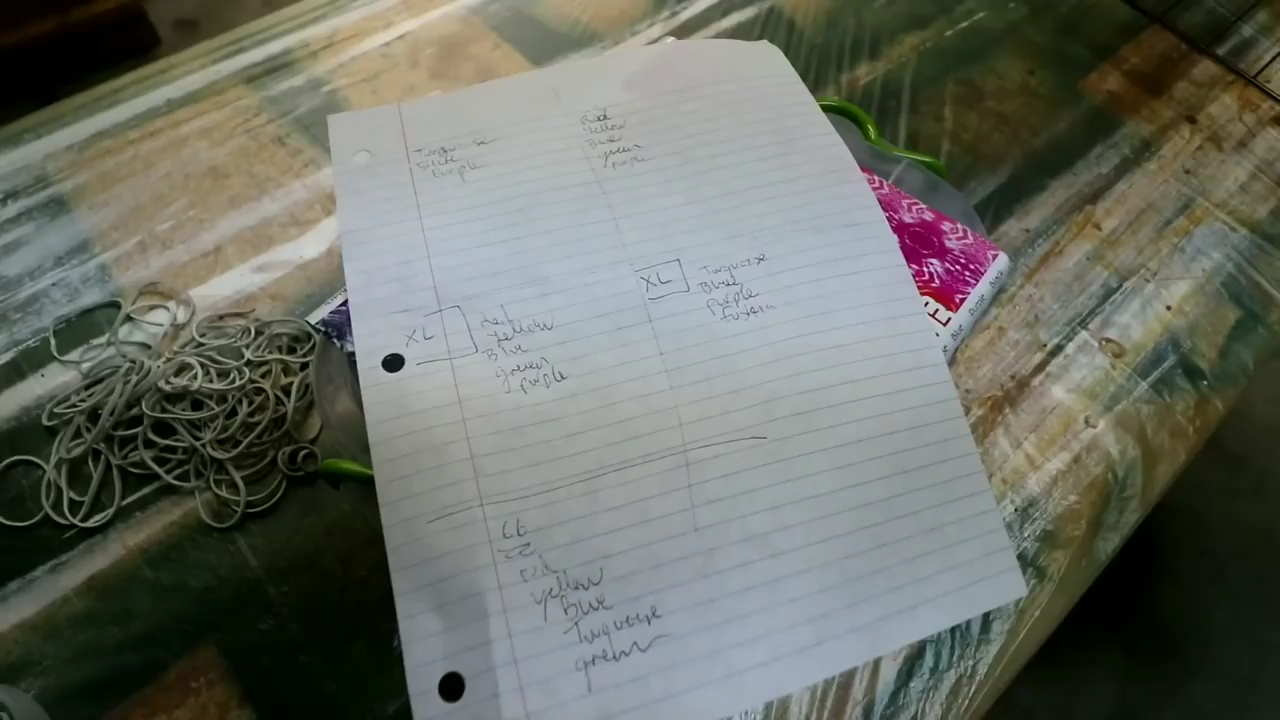 Turquoise
Blue
Purple
Red
Yellow
Blue
green
purple
XL
Turquoise
Blue
Purple
fushia
XL
Red
Yellow
Blue
green
purple
red
yellow
Blue
Turquoise
green